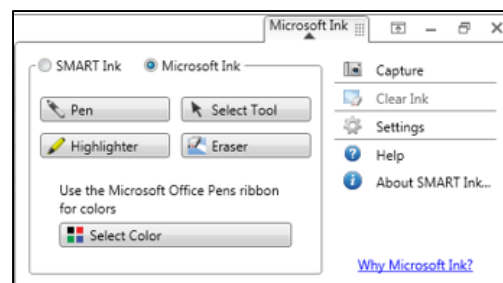 Microsoft Ink
SMART Ink
Microsoft Ink
Pen
Select Tool
Highlighter
Eraser
Use the Microsoft Office Pens ribbon
for colors
Select Color
Capture
Clear Ink
Settings
Help
About SMART Ink...
Why Microsoft Ink?